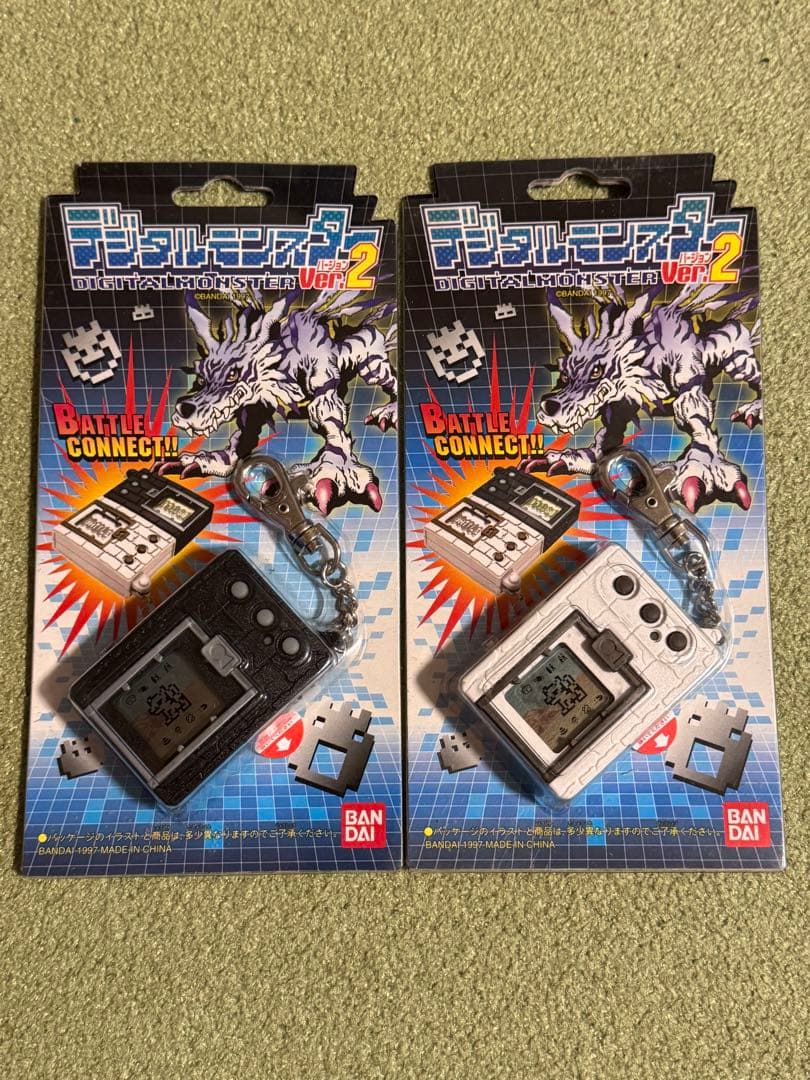 デジタルモンスター
DIGITALMONSTER
バージョン
Ver.2
©BANDAI 1997
BATTLE
CONNECT!!
●パッケージのイラストと商品は、多少異なりますのでご了承ください。
BANDAI 1997 MADE IN CHINA
BAN
DAI
デジタルモンスター
DIGITALMONSTER
バージョン
Ver.2
©BANDAI 1997
BATTLE
CONNECT!!
●パッケージのイラストと商品は、多少異なりますのでご了承ください。
BANDAI 1997 MADE IN CHINA
BAN
DAI